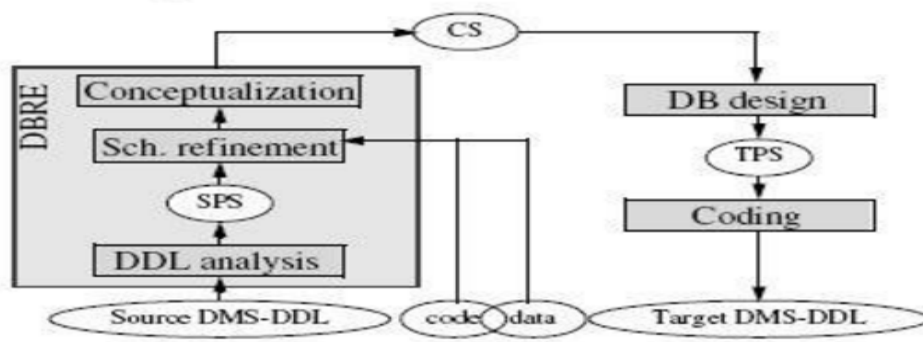 CS
DBRE
Conceptualization
DB design
Sch. refinement
TPS
SPS
Coding
DDL analysis
Source DMS-DDL
code
data
Target DMS-DDL